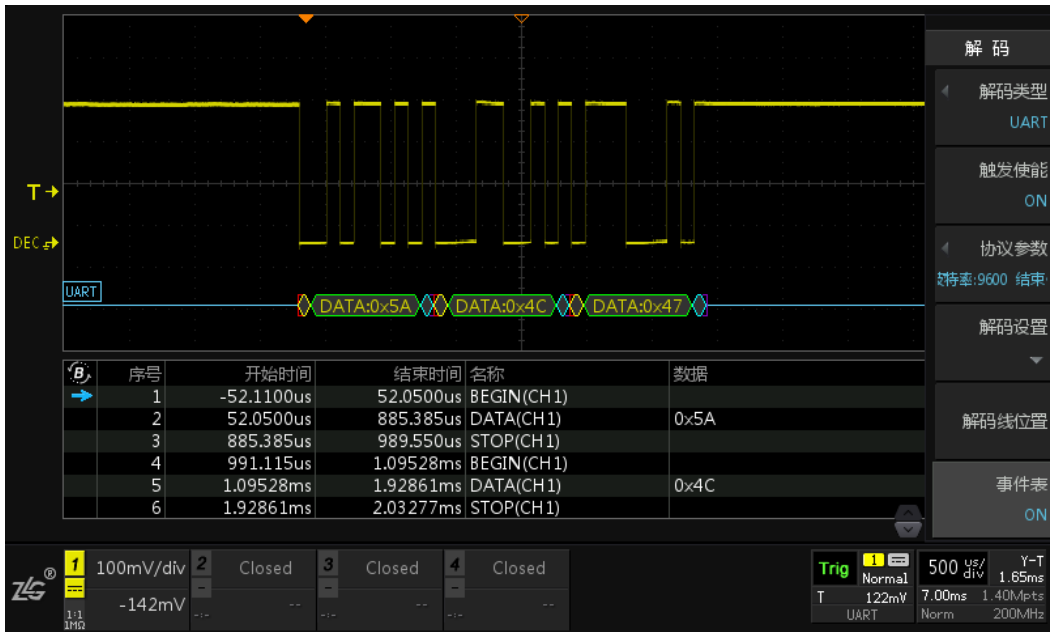 解 码
解码类型
UART
触发使能
ON
协议参数
特率:9600 结束
解码设置
解码线位置
事件表
ON
T
DEC
UART
DATA:0x5A
DATA:0x4C
DATA:0x47
B 序号 开始时间 结束时间 名称 数据
1 -52.1100us 52.0500us BEGIN(CH1)
2 52.0500us 885.385us DATA(CH1) 0x5A
3 885.385us 989.550us STOP(CH1)
4 991.115us 1.09528ms BEGIN(CH1)
5 1.09528ms 1.92861ms DATA(CH1) 0x4C
6 1.92861ms 2.03277ms STOP(CH1)
ZLG®
1 100mV/div 2 Closed 3 Closed 4 Closed
-142mV -:- -- -:- -- -:- --
1:1
1MΩ
Trig 1 Normal
T 122mV
UART
500 us/div Y-T
1.65ms
7.00ms 1.40Mpts
Norm 200MHz